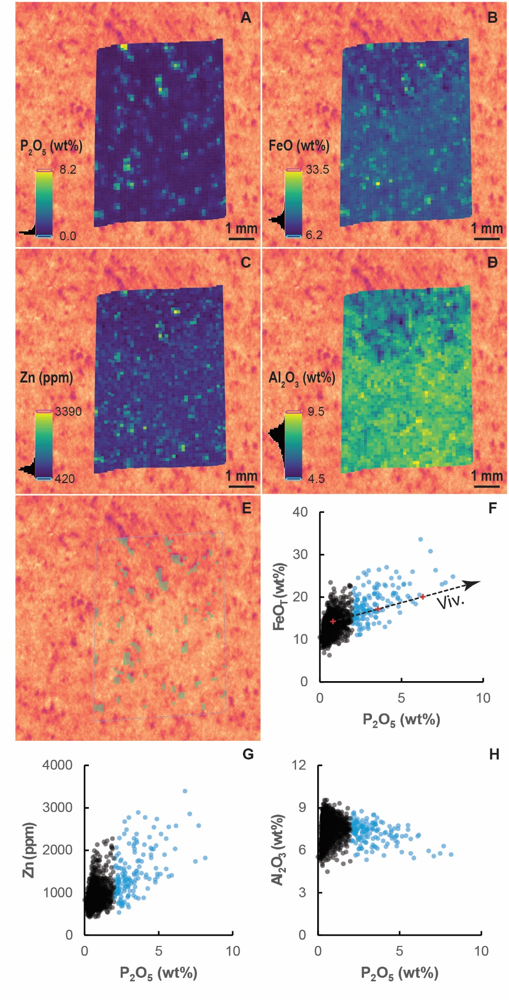 A
P₂O₅ (wt%)
8.2
0.0
1 mm
B
FeO (wt%)
33.5
6.2
1 mm
C
Zn (ppm)
3390
420
1 mm
D
Al₂O₃ (wt%)
9.5
4.5
1 mm
E
F
40
30
20
10
0
FeO_T (wt%)
Viv.
0 5 10
P₂O₅ (wt%)
G
4000
3000
2000
1000
0
Zn (ppm)
0 5 10
P₂O₅ (wt%)
H
12
9
6
3
0
Al₂O₃ (wt%)
0 5 10
P₂O₅ (wt%)